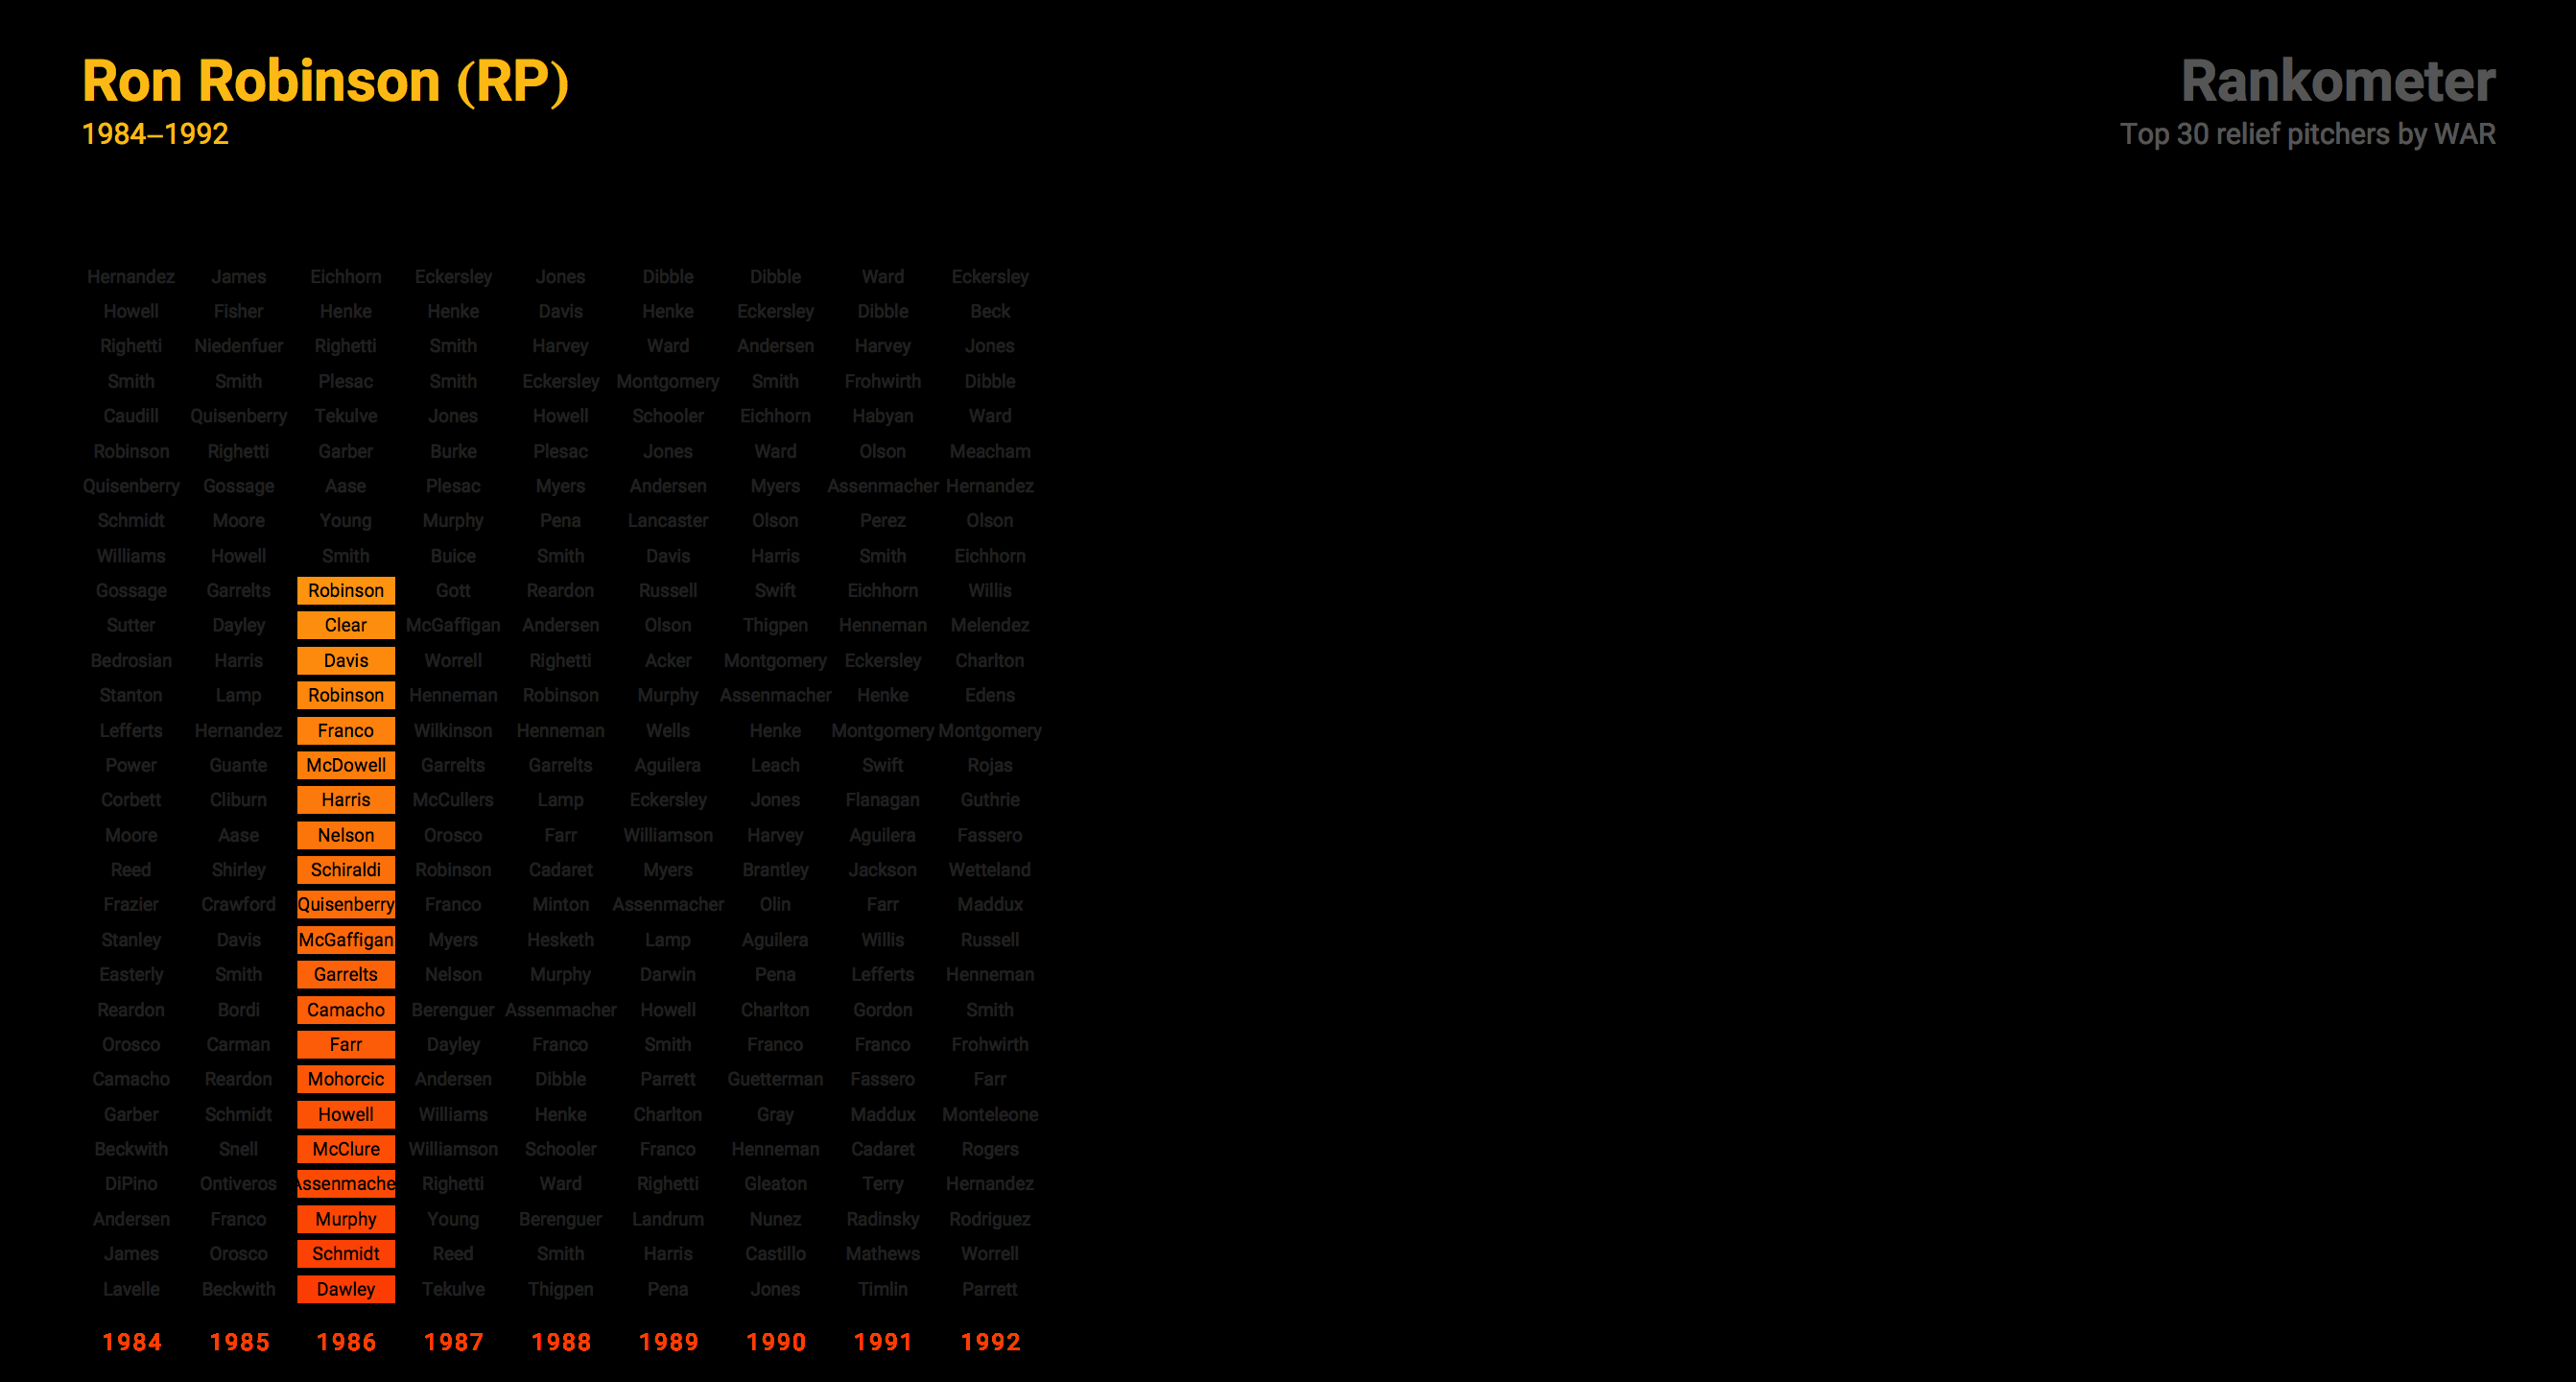 Ron Robinson (RP)
1984–1992
Rankometer
Top 30 relief pitchers by WAR
Hernandez James Eichhorn Eckersley Jones Dibble Dibble Ward Eckersley
Howell Fisher Henke Henke Davis Henke Eckersley Dibble Beck
Righetti Niedenfuer Righetti Smith Harvey Ward Andersen Harvey Jones
Smith Smith Plesac Smith Eckersley Montgomery Smith Frohwirth Dibble
Caudill Quisenberry Tekulve Jones Howell Schooler Eichhorn Habyan Ward
Robinson Righetti Garber Burke Plesac Jones Ward Olson Meacham
Quisenberry Gossage Aase Plesac Myers Andersen Myers Assenmacher Hernandez
Schmidt Moore Young Murphy Pena Lancaster Olson Perez Olson
Williams Howell Smith Buice Smith Davis Harris Smith Eichhorn
Gossage Garrelts Robinson Gott Reardon Russell Swift Eichhorn Willis
Sutter Dayley Clear McGaffigan Andersen Olson Thigpen Henneman Melendez
Bedrosian Harris Davis Worrell Righetti Acker Montgomery Eckersley Charlton
Stanton Lamp Robinson Henneman Robinson Murphy Assenmacher Henke Edens
Lefferts Hernandez Franco Wilkinson Henneman Wells Henke Montgomery Montgomery
Power Guante McDowell Garrelts Garrelts Aguilera Leach Swift Rojas
Corbett Cliburn Harris McCullers Lamp Eckersley Jones Flanagan Guthrie
Moore Aase Nelson Orosco Farr Williamson Harvey Aguilera Fassero
Reed Shirley Schiraldi Robinson Cadaret Myers Brantley Jackson Wetteland
Frazier Crawford Quisenberry Franco Minton Assenmacher Olin Farr Maddux
Stanley Davis McGaffigan Myers Hesketh Lamp Aguilera Willis Russell
Easterly Smith Garrelts Nelson Murphy Darwin Pena Lefferts Henneman
Reardon Bordi Camacho Berenguer Assenmacher Howell Charlton Gordon Smith
Orosco Carman Farr Dayley Franco Smith Franco Franco Frohwirth
Camacho Reardon Mohorcic Andersen Dibble Parrett Guetterman Fassero Farr
Garber Schmidt Howell Williams Henke Charlton Gray Maddux Monteleone
Beckwith Snell McClure Williamson Schooler Franco Henneman Cadaret Rogers
DiPino Ontiveros Assenmache Righetti Ward Righetti Gleaton Terry Hernandez
Andersen Franco Murphy Young Berenguer Landrum Nunez Radinsky Rodriguez
James Orosco Schmidt Reed Smith Harris Castillo Mathews Worrell
Lavelle Beckwith Dawley Tekulve Thigpen Pena Jones Timlin Parrett
1984 1985 1986 1987 1988 1989 1990 1991 1992